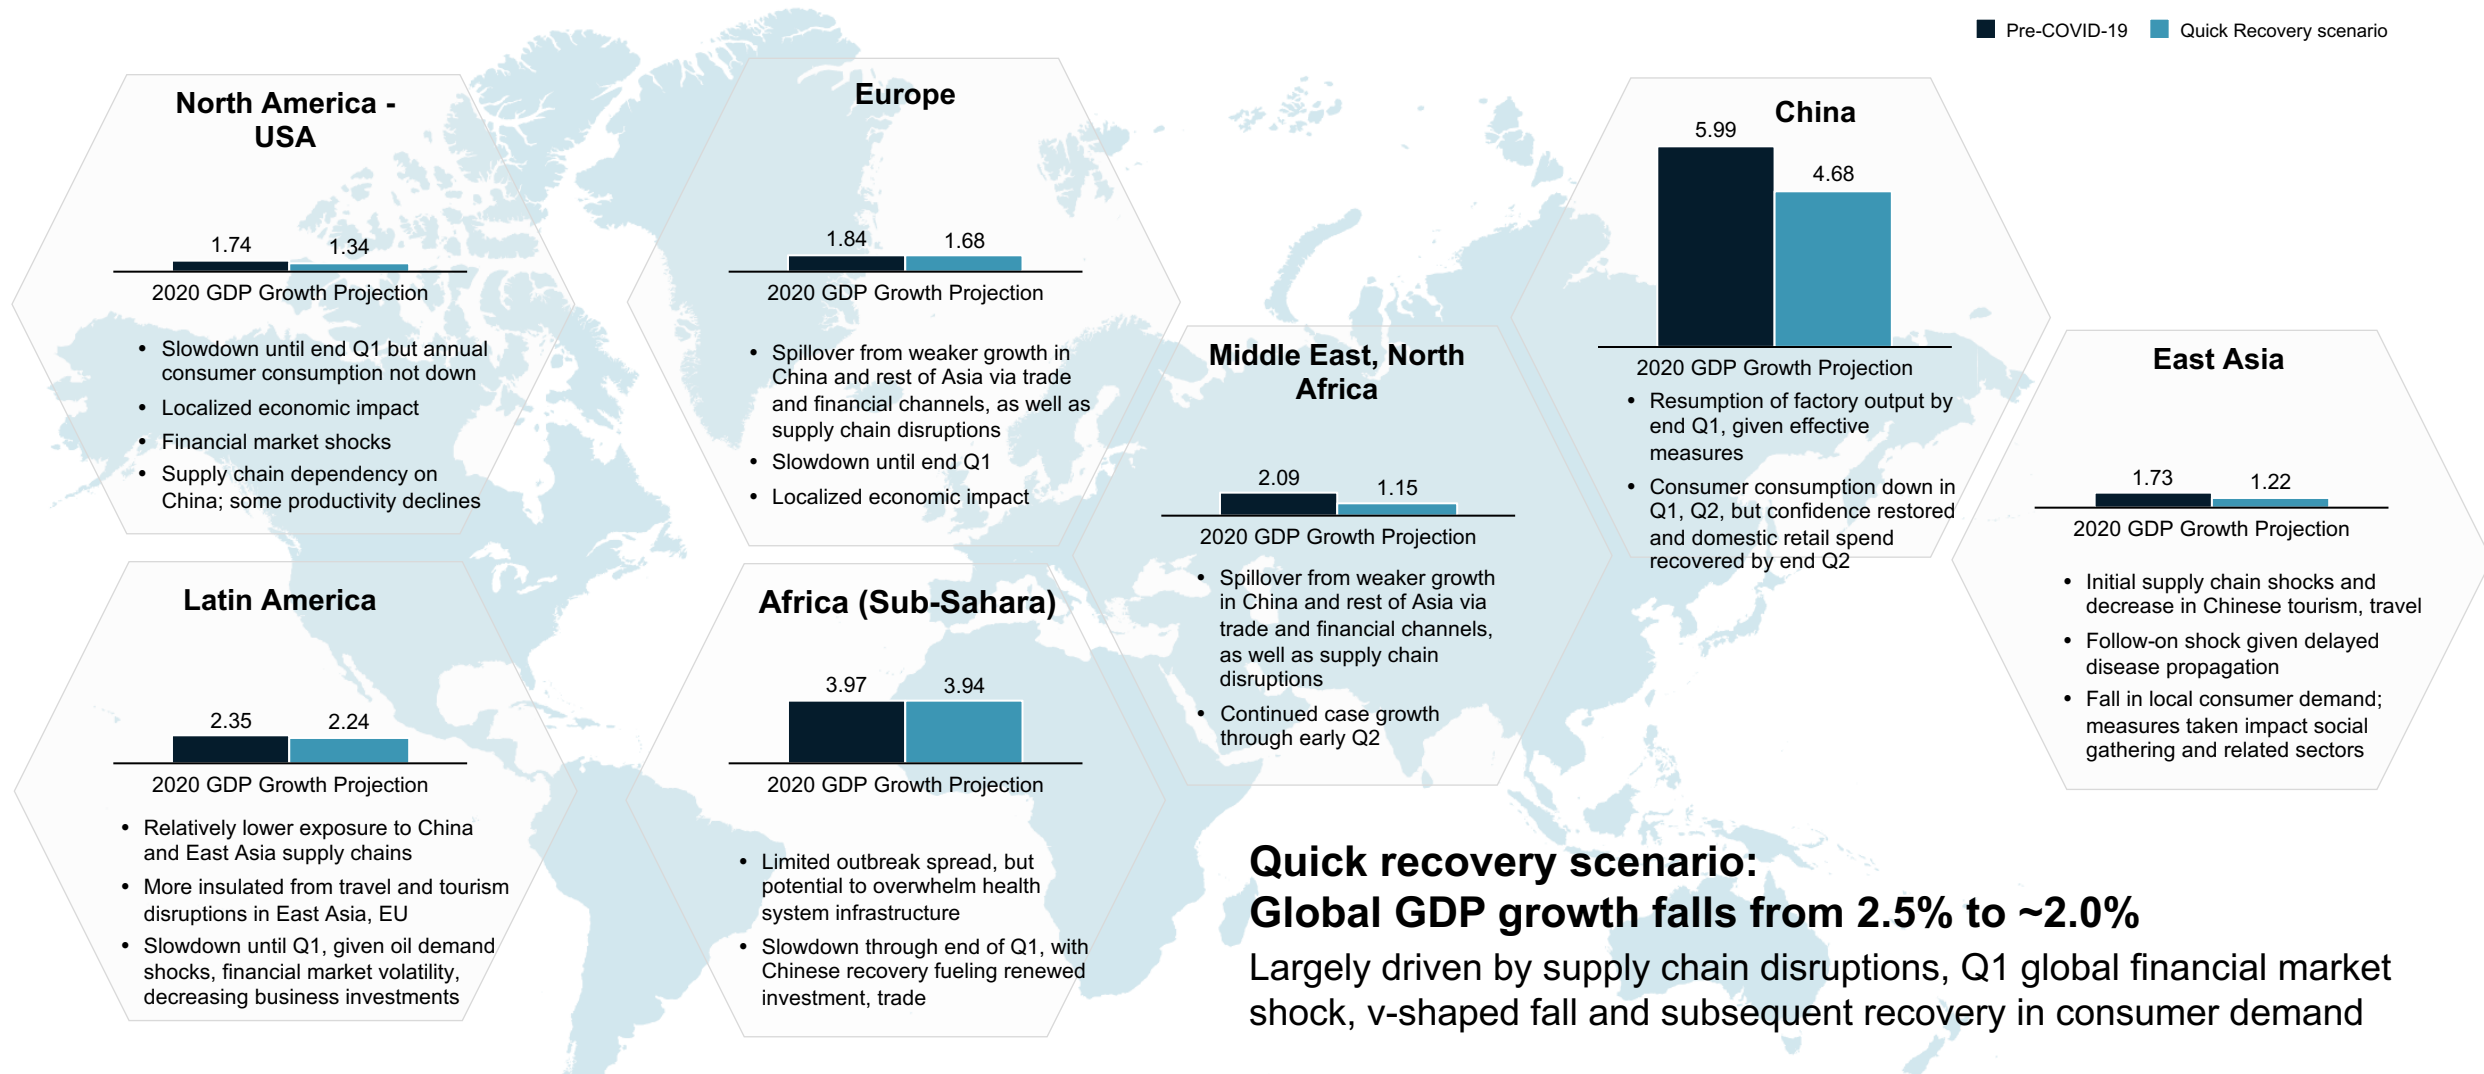 Pre-COVID-19
Quick Recovery scenario
North America -
USA
1.74
1.34
2020 GDP Growth Projection
• Slowdown until end Q1 but annual
consumer consumption not down
• Localized economic impact
• Financial market shocks
• Supply chain dependency on
China; some productivity declines
Europe
1.84
1.68
2020 GDP Growth Projection
• Spillover from weaker growth in
China and rest of Asia via trade
and financial channels, as well as
supply chain disruptions
• Slowdown until end Q1
• Localized economic impact
China
5.99
4.68
2020 GDP Growth Projection
• Resumption of factory output by
end Q1, given effective
measures
• Consumer consumption down in
Q1, Q2, but confidence restored
and domestic retail spend
recovered by end Q2
Middle East, North
Africa
2.09
1.15
2020 GDP Growth Projection
• Spillover from weaker growth
in China and rest of Asia via
trade and financial channels,
as well as supply chain
disruptions
• Continued case growth
through early Q2
East Asia
1.73
1.22
2020 GDP Growth Projection
• Initial supply chain shocks and
decrease in Chinese tourism, travel
• Follow-on shock given delayed
disease propagation
• Fall in local consumer demand;
measures taken impact social
gathering and related sectors
Latin America
2.35
2.24
2020 GDP Growth Projection
• Relatively lower exposure to China
and East Asia supply chains
• More insulated from travel and tourism
disruptions in East Asia, EU
• Slowdown until Q1, given oil demand
shocks, financial market volatility,
decreasing business investments
Africa (Sub-Sahara)
3.97
3.94
2020 GDP Growth Projection
• Limited outbreak spread, but
potential to overwhelm health
system infrastructure
• Slowdown through end of Q1, with
Chinese recovery fueling renewed
investment, trade
Quick recovery scenario:
Global GDP growth falls from 2.5% to ~2.0%
Largely driven by supply chain disruptions, Q1 global financial market
shock, v-shaped fall and subsequent recovery in consumer demand